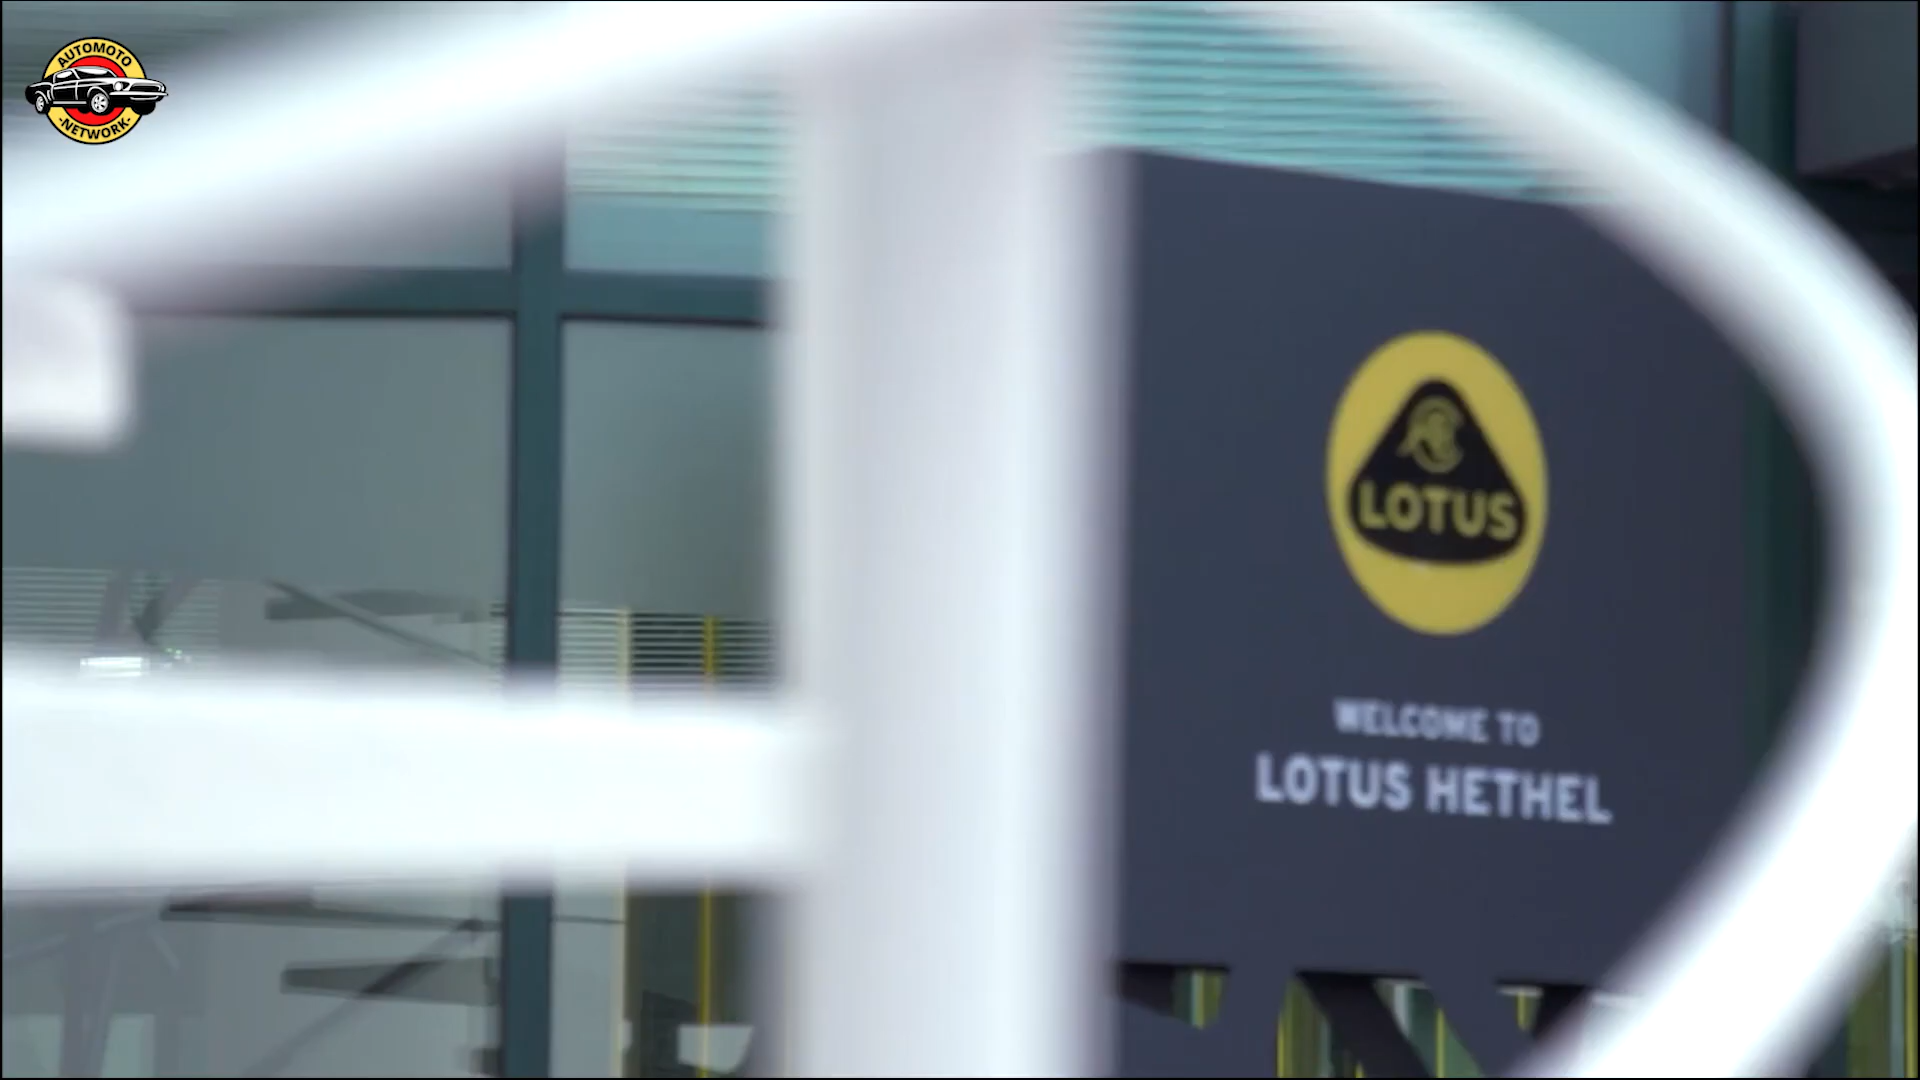 AUTOMOTO
-NETWORK-
LOTUS
WELCOME TO
LOTUS HETHEL